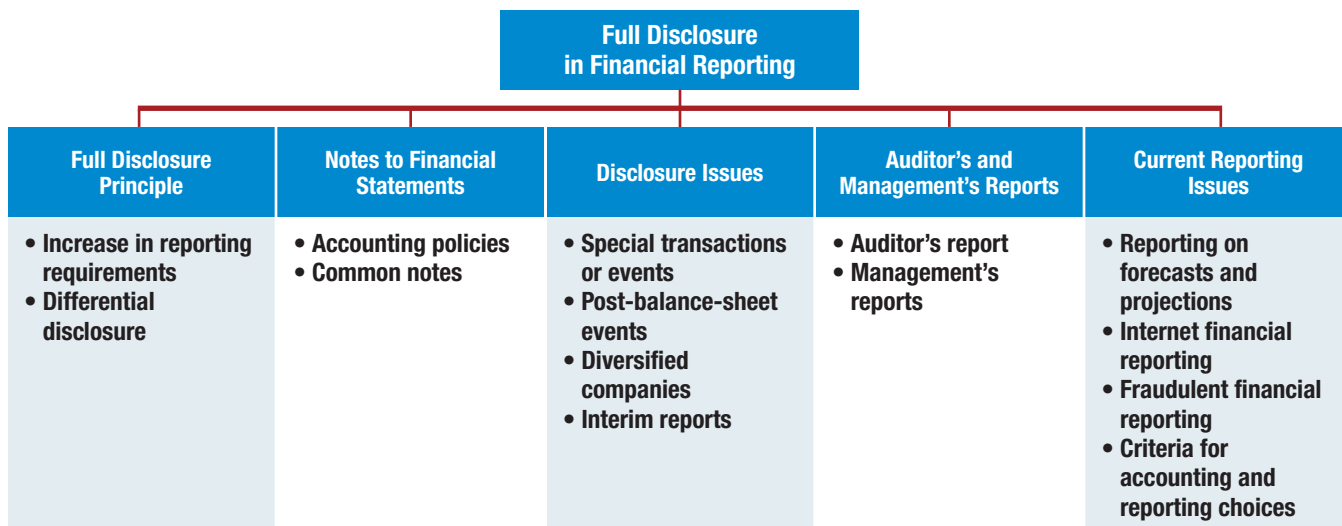 Full Disclosure
in Financial Reporting
Full Disclosure
Principle
• Increase in reporting
requirements
• Differential
disclosure
Notes to Financial
Statements
• Accounting policies
• Common notes
Disclosure Issues
• Special transactions
or events
• Post-balance-sheet
events
• Diversified
companies
• Interim reports
Auditor's and
Management's Reports
• Auditor's report
• Management's
reports
Current Reporting
Issues
• Reporting on
forecasts and
projections
• Internet financial
reporting
• Fraudulent financial
reporting
• Criteria for
accounting and
reporting choices